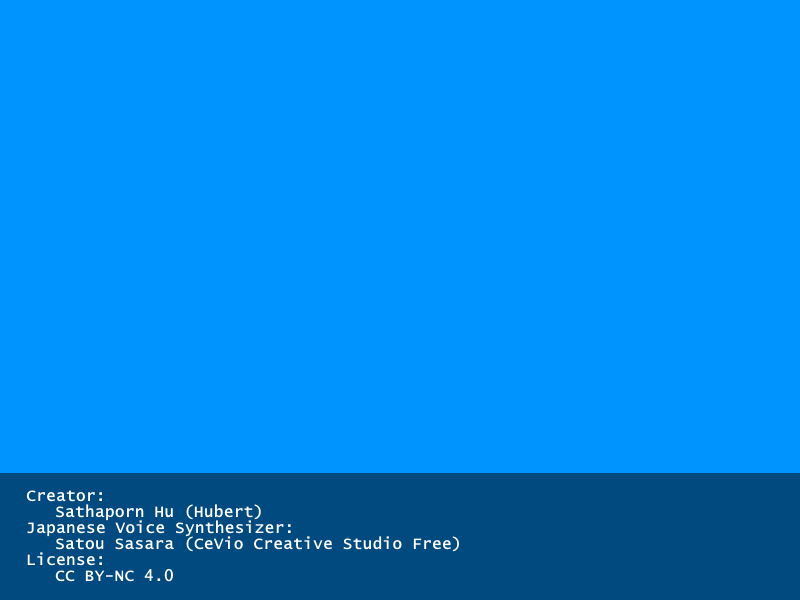 Creator:
Sathaporn Hu (Hubert)
Japanese Voice Synthesizer:
Satou Sasara (CeVio Creative Studio Free)
License:
CC BY-NC 4.0